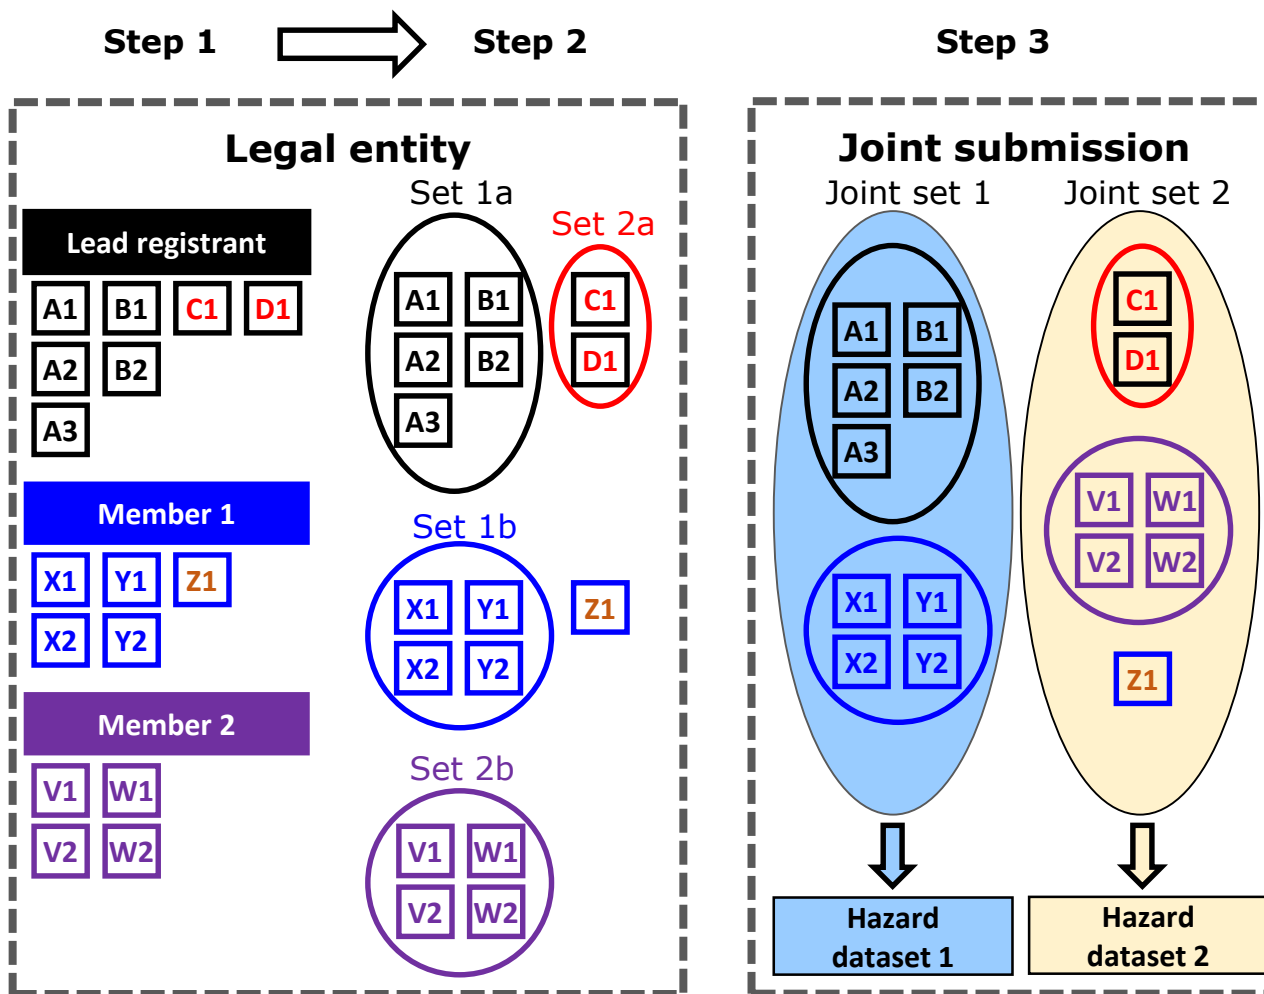 Step 1
Step 2
Step 3
Legal entity
Set 1a
Set 2a
Lead registrant
A1 B1 C1 D1
A2 B2
A3
A1 B1
A2 B2
A3
C1
D1
Member 1
X1 Y1 Z1
X2 Y2
Set 1b
X1 Y1
X2 Y2
Z1
Member 2
V1 W1
V2 W2
Set 2b
V1 W1
V2 W2
Joint submission
Joint set 1
Joint set 2
A1 B1
A2 B2
A3
X1 Y1
X2 Y2
C1
D1
V1 W1
V2 W2
Z1
Hazard
dataset 1
Hazard
dataset 2